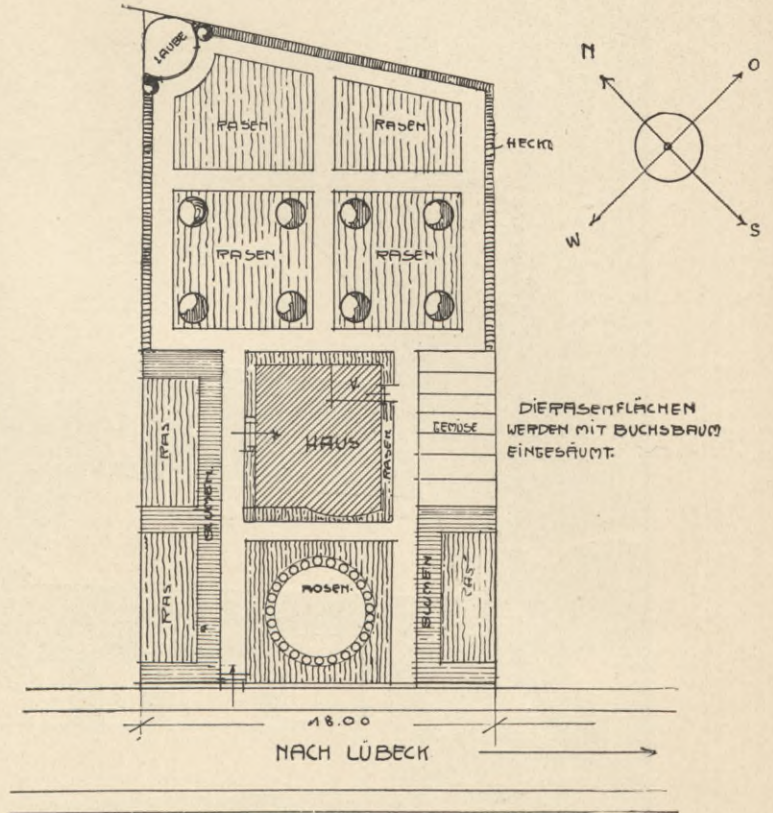 LAUBE
N
O
S
W
RASEN
RASEN
HECKE
RASEN
RASEN
V.
HAUS
RASEN
GEMÜSE
DIE RASENFLÄCHEN
WERDEN MIT BUCHSBAUM
EINGESÄUMT.
RAS
BLUMEN
RAS
ROSEN.
BLUMEN
RAS
18.00
NACH LÜBECK